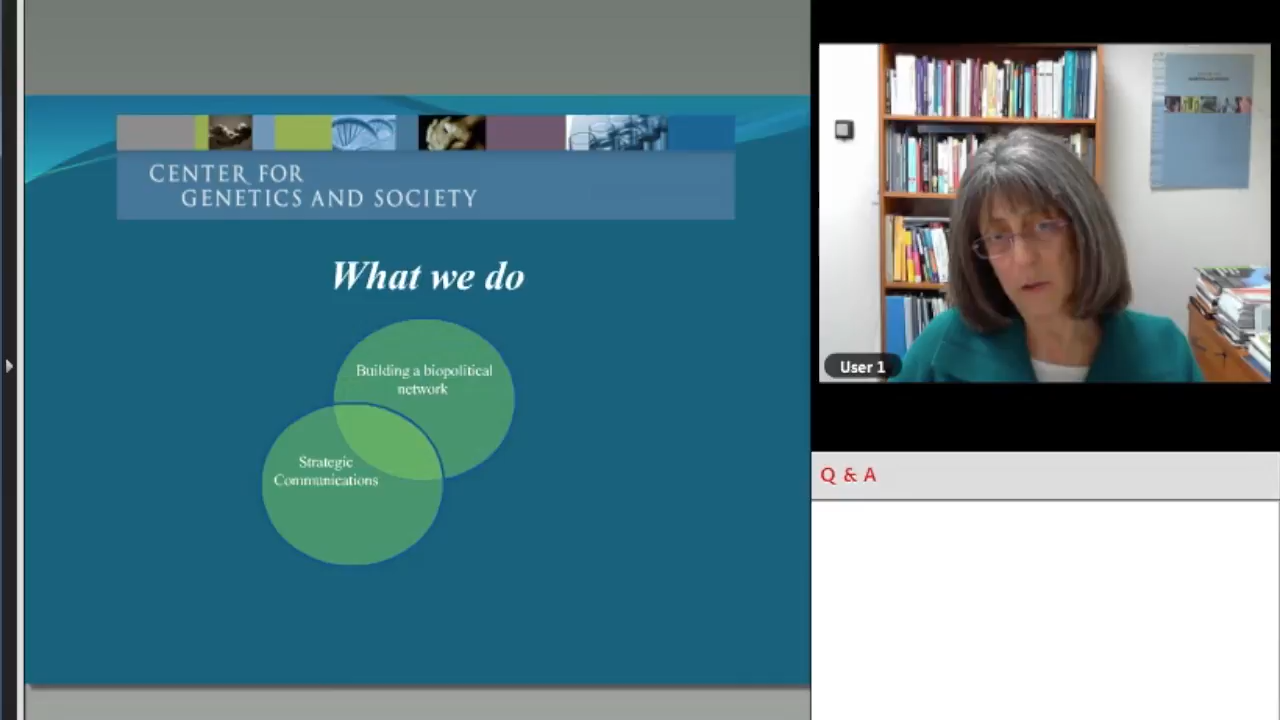 CENTER FOR
GENETICS AND SOCIETY
What we do
Building a biopolitical
network
Strategic
Communications
User 1
Q & A